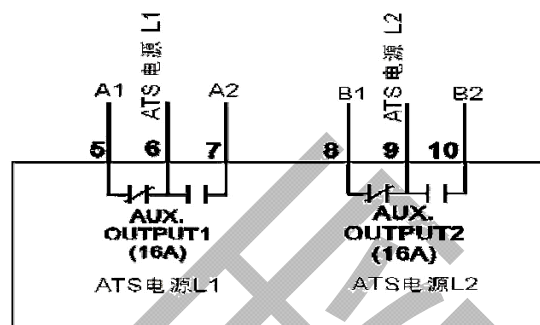 A1
ATS电源 L1
A2
B1
ATS电源 L2
B2
5
6
7
8
9
10
AUX.
OUTPUT1
(16A)
ATS电源L1
AUX.
OUTPUT2
(16A)
ATS电源L2